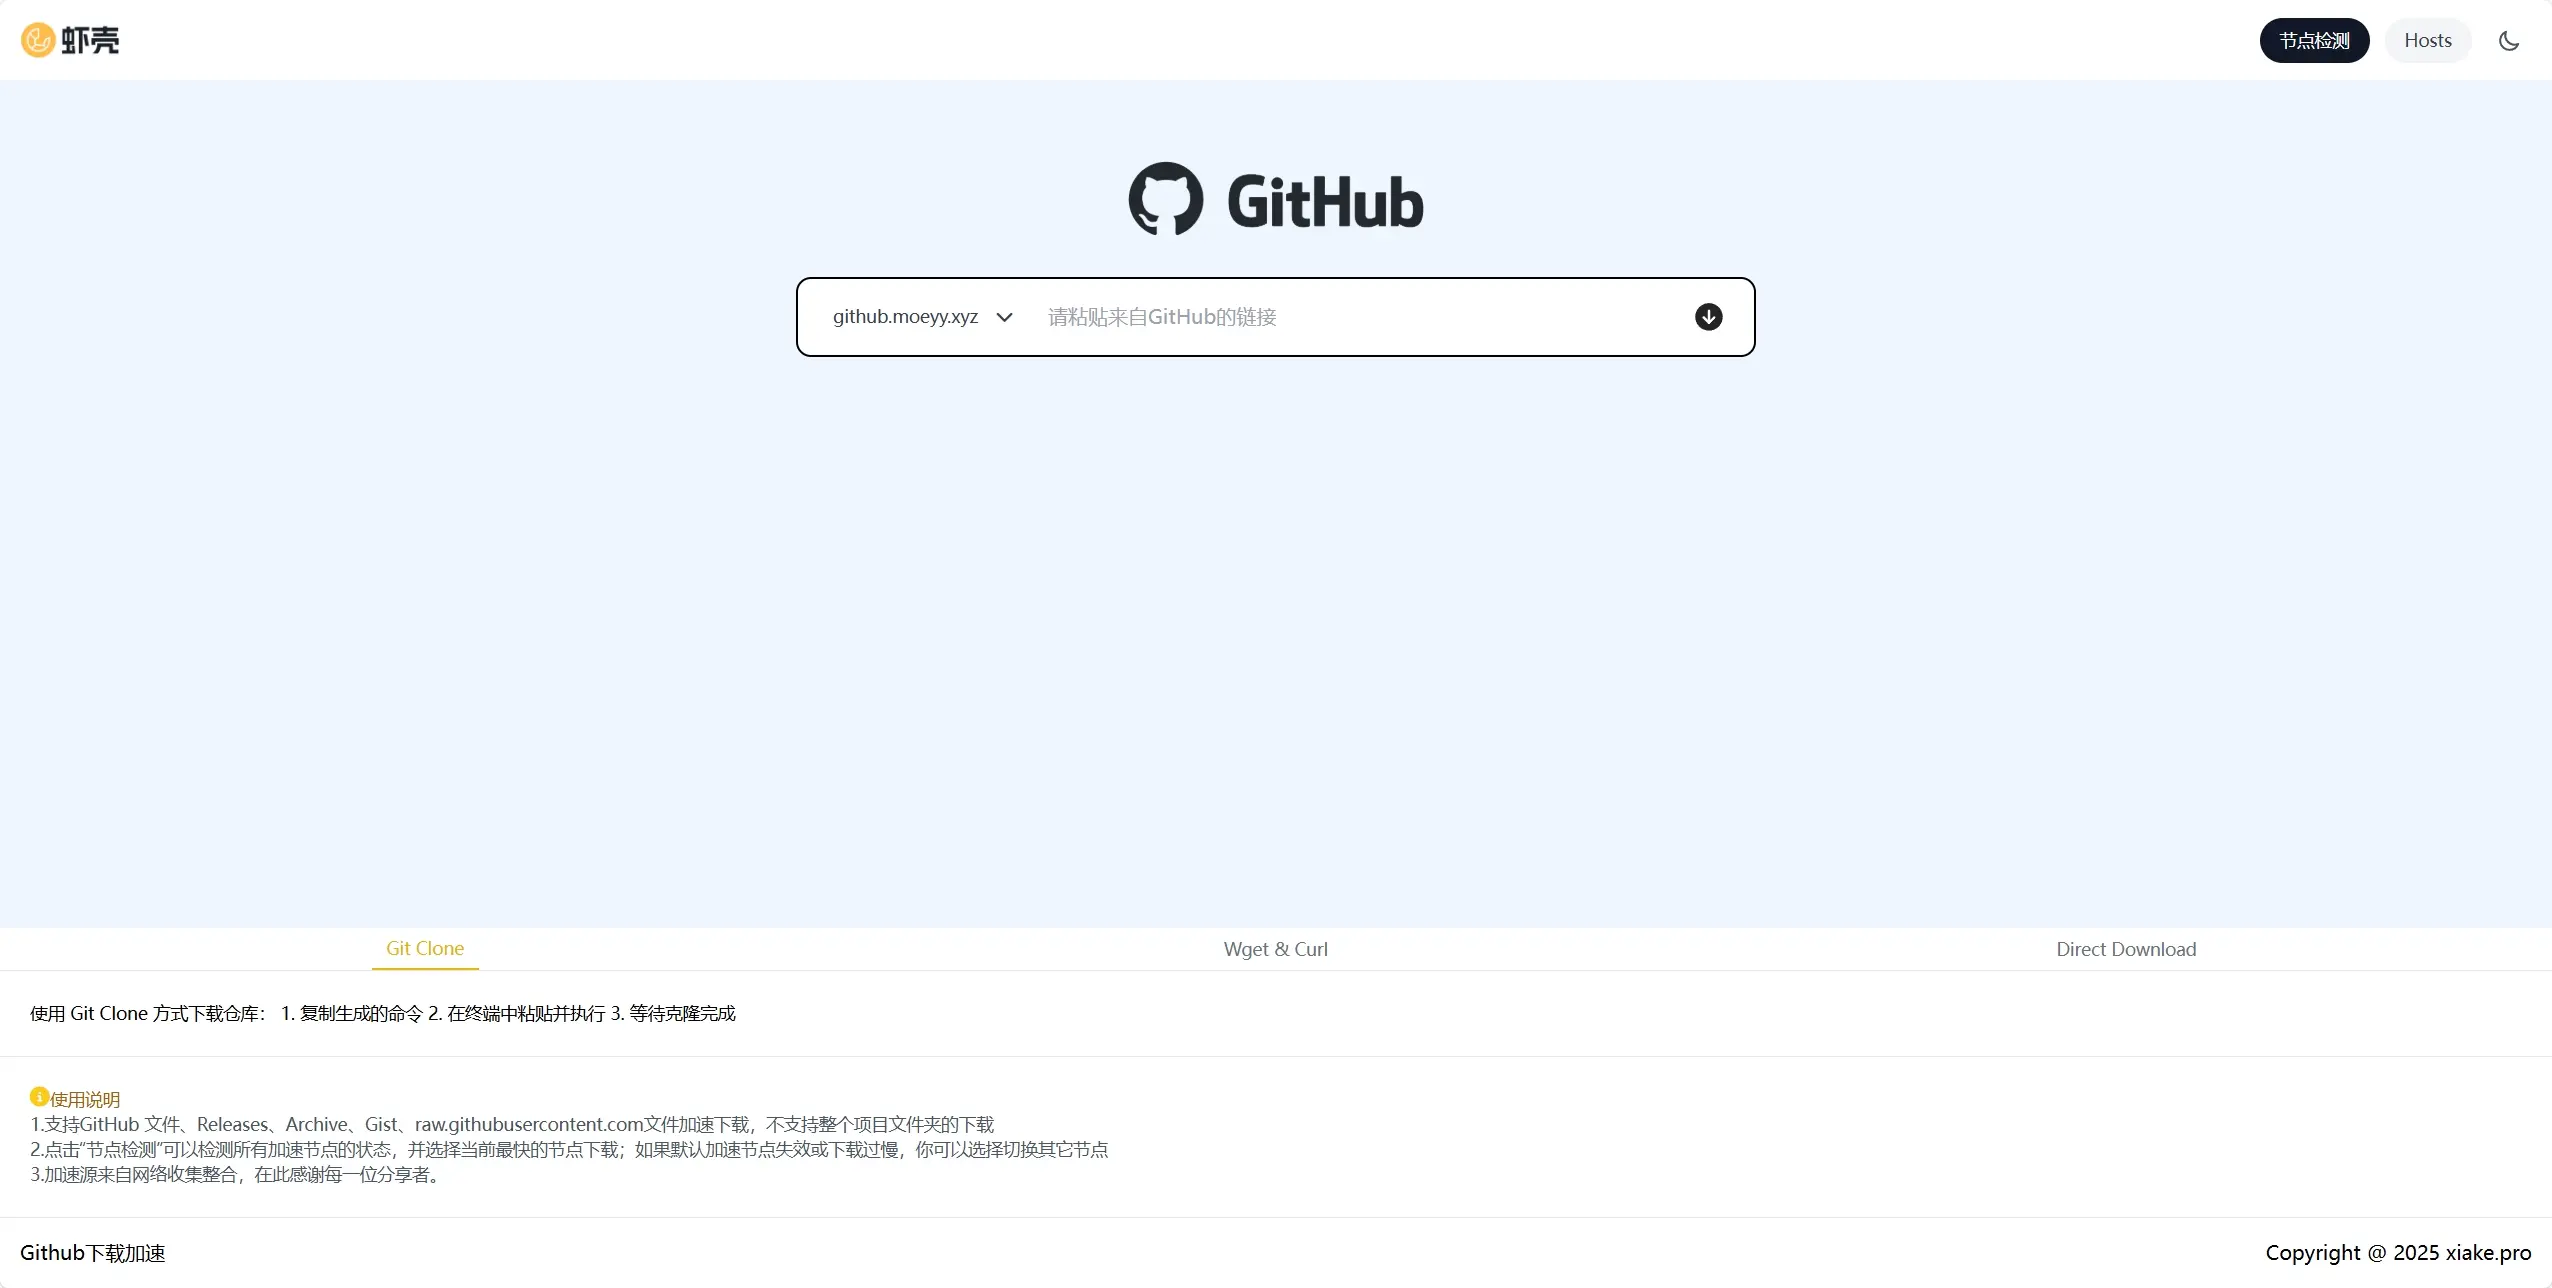 虾壳
节点检测
Hosts
GitHub
github.moeyy.xyz
请粘贴来自GitHub的链接
Git Clone
Wget & Curl
Direct Download
使用 Git Clone 方式下载仓库： 1. 复制生成的命令 2. 在终端中粘贴并执行 3. 等待克隆完成
使用说明
1.支持GitHub 文件、Releases、Archive、Gist、raw.githubusercontent.com文件加速下载，不支持整个项目文件夹的下载
2.点击“节点检测”可以检测所有加速节点的状态，并选择当前最快的节点下载；如果默认加速节点失效或下载过慢，你可以选择切换其它节点
3.加速源来自网络收集整合，在此感谢每一位分享者。
Github下载加速
Copyright @ 2025 xiake.pro